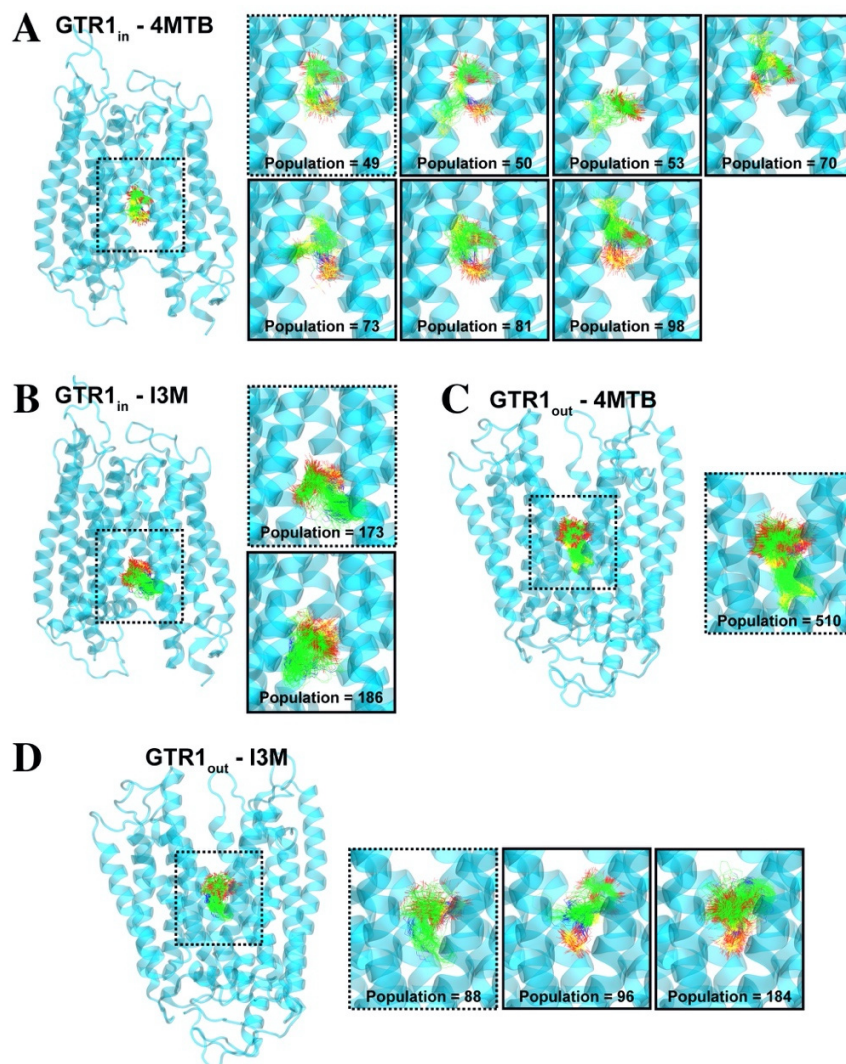 A
GTR1in - 4MTB
Population = 49
Population = 50
Population = 53
Population = 70
Population = 73
Population = 81
Population = 98
B
GTR1in - I3M
Population = 173
Population = 186
C
GTR1out - 4MTB
Population = 510
D
GTR1out - I3M
Population = 88
Population = 96
Population = 184